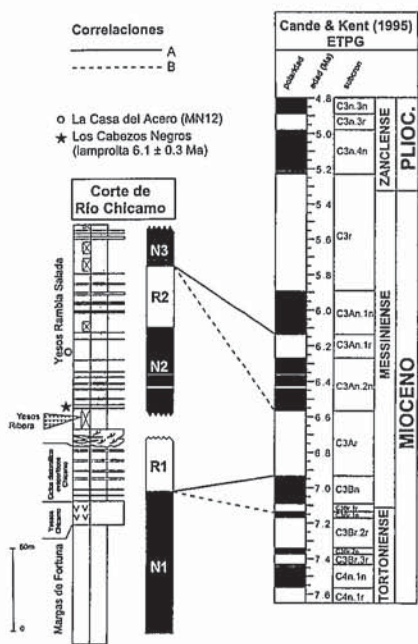 Correlaciones
A
B
La Casa del Acero (MN12)
Los Cabezos Negros
(lamproíta 6.1 ± 0.3 Ma)
Corte de
Río Chicamo
Yesos Rambla Salada
Yesos
Ribera
Yesos
Chicamo
Margas de Fortuna
50m
0
N3
R2
N2
R1
N1
Cande & Kent (1995)
ETPG
polaridad
edad (Ma)
subcron
4.8
5.0
5.2
5.4
5.6
5.8
6.0
6.2
6.4
6.6
6.8
7.0
7.2
7.4
7.6
C3n.3n
C3n.3r
C3n.4n
C3r
C3An.1n
C3An.1r
C3An.2n
C3Ar
C3Bn
C3Br.2r
C3Br.3r
C4n.1n
C4n.1r
ZANCLENSE
MESSINIENSE
TORTONIENSE
PLIOC.
MIOCENO